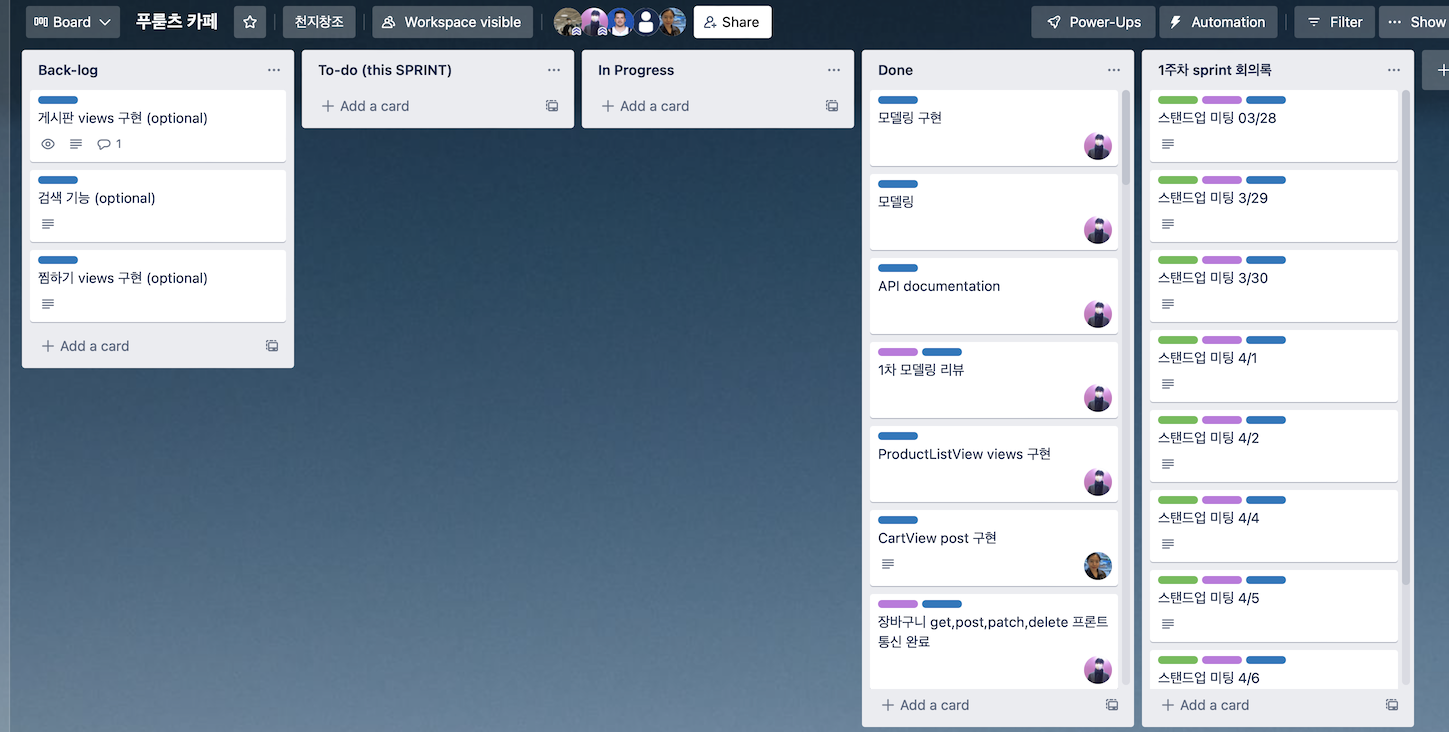 Board
푸룻츠 카페
천지창조
Workspace visible
Share
Power-Ups
Automation
Filter
Show
Back-log
게시판 views 구현 (optional)
1
검색 기능 (optional)
찜하기 views 구현 (optional)
Add a card
To-do (this SPRINT)
Add a card
In Progress
Add a card
Done
모델링 구현
모델링
API documentation
1차 모델링 리뷰
ProductListView views 구현
CartView post 구현
장바구니 get,post,patch,delete 프론트
통신 완료
Add a card
1주차 sprint 회의록
스탠드업 미팅 03/28
스탠드업 미팅 3/29
스탠드업 미팅 3/30
스탠드업 미팅 4/1
스탠드업 미팅 4/2
스탠드업 미팅 4/4
스탠드업 미팅 4/5
스탠드업 미팅 4/6
Add a card